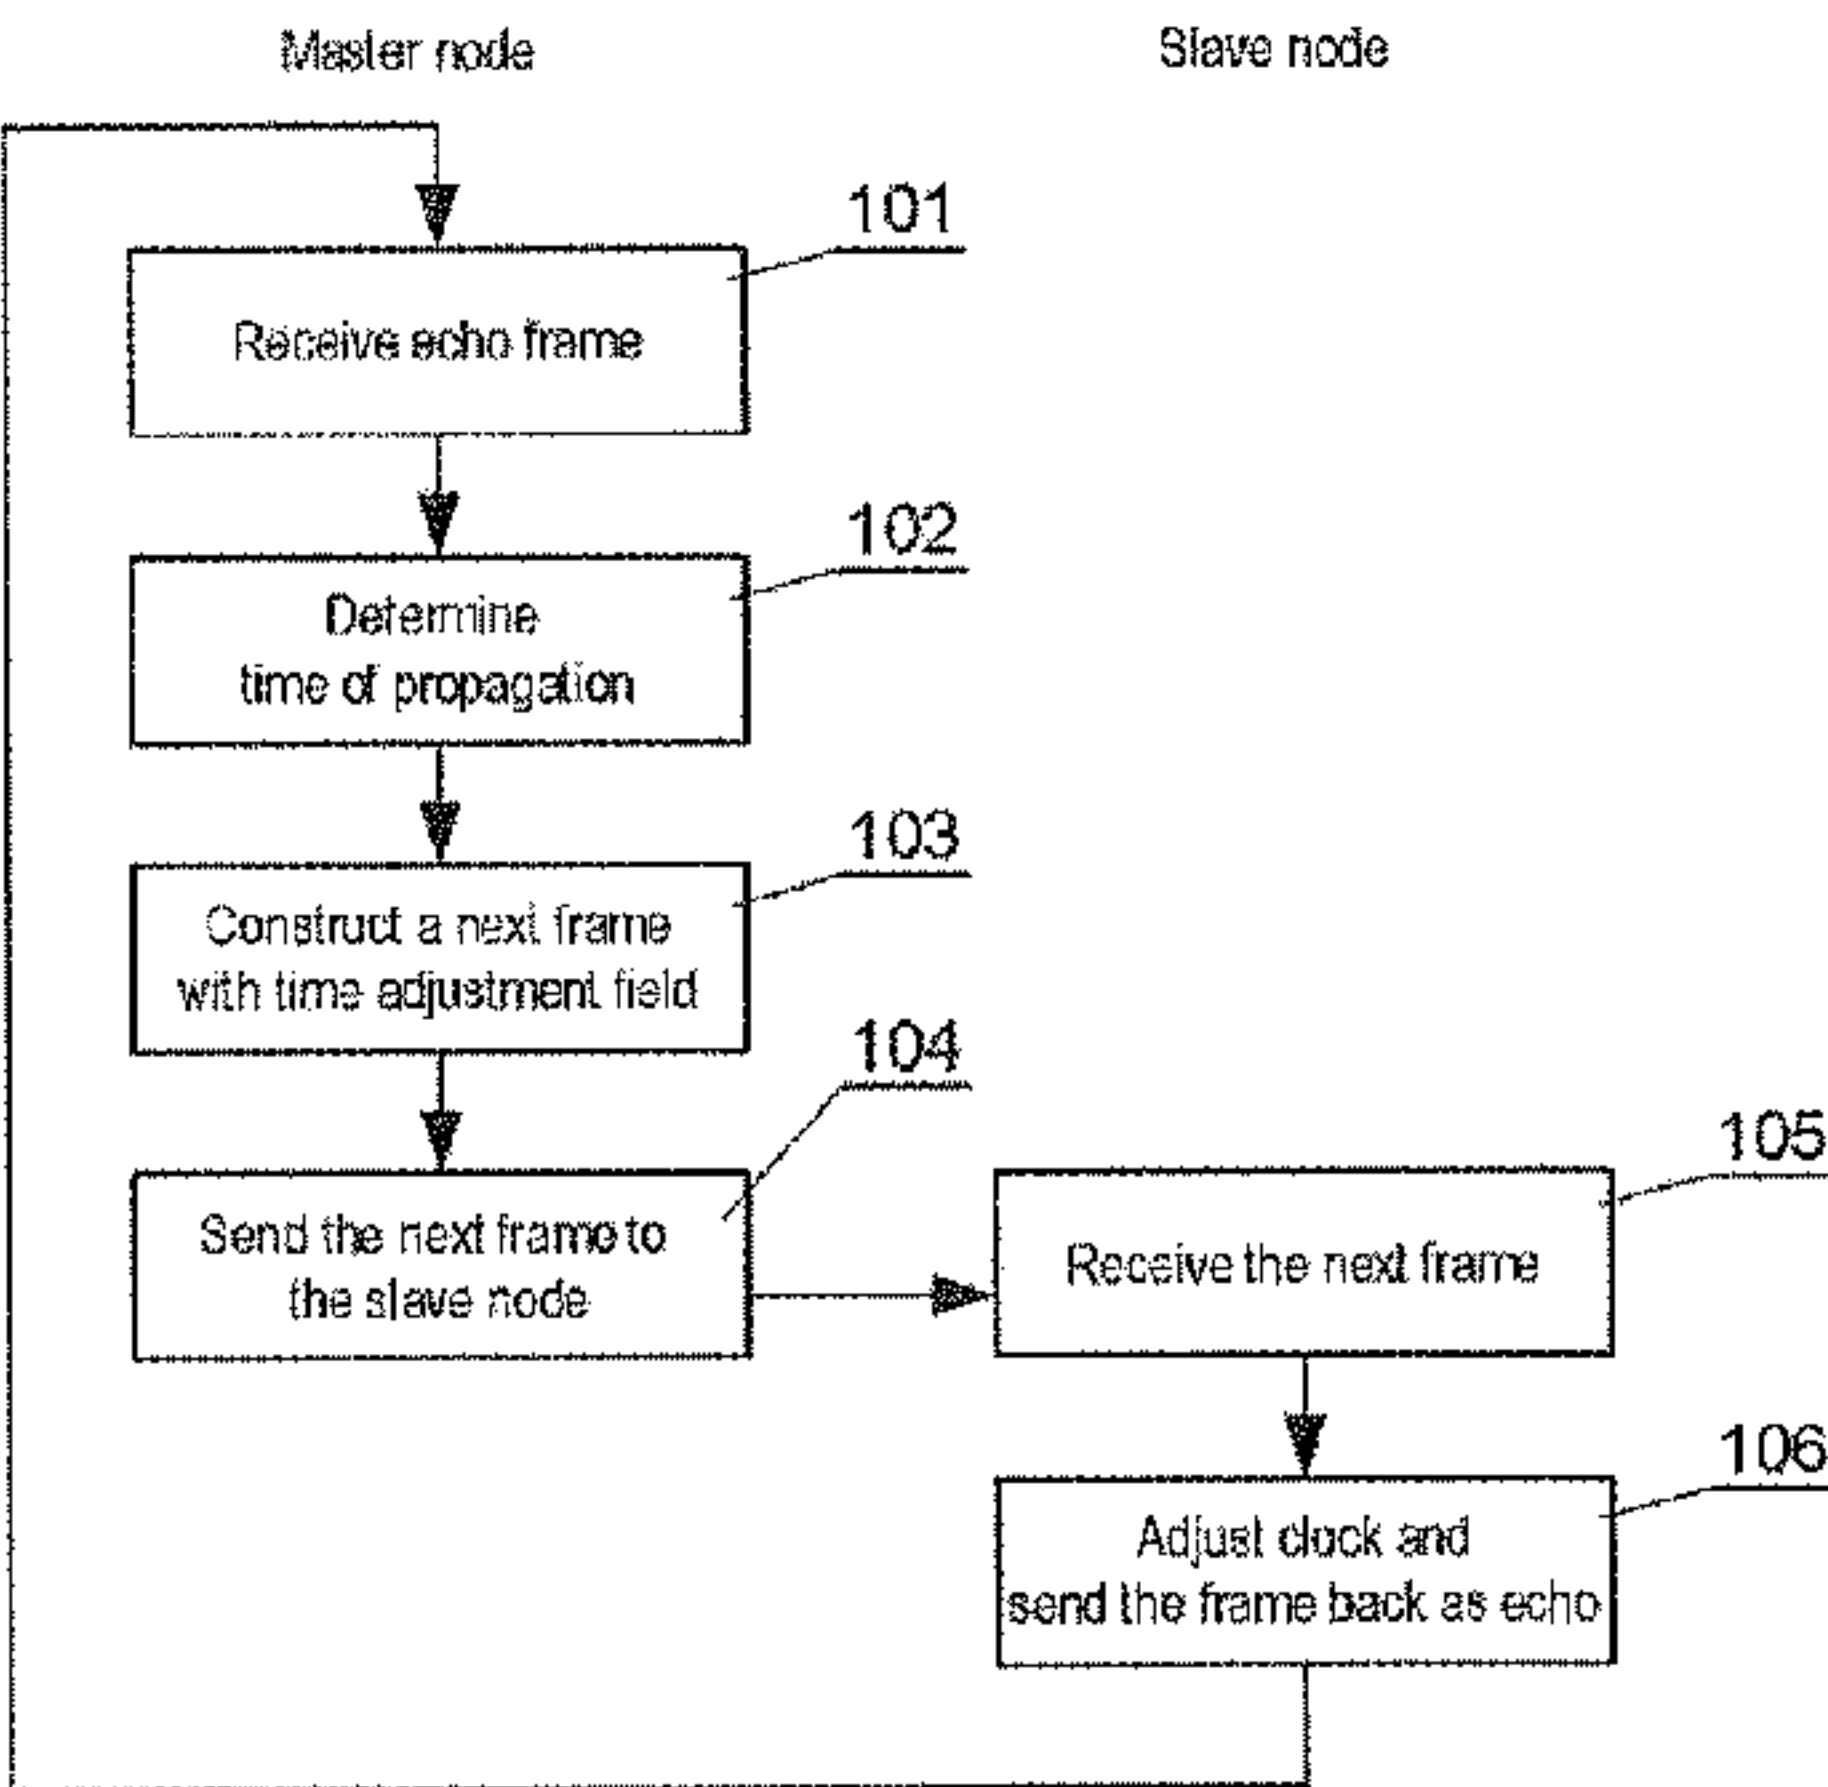 Master node
Slave node
101
Receive echo frame
102
Determine
time of propagation
103
Construct a next frame
with time adjustment field
104
Send the next frame to
the slave node
105
Receive the next frame
106
Adjust clock and
send the frame back as echo